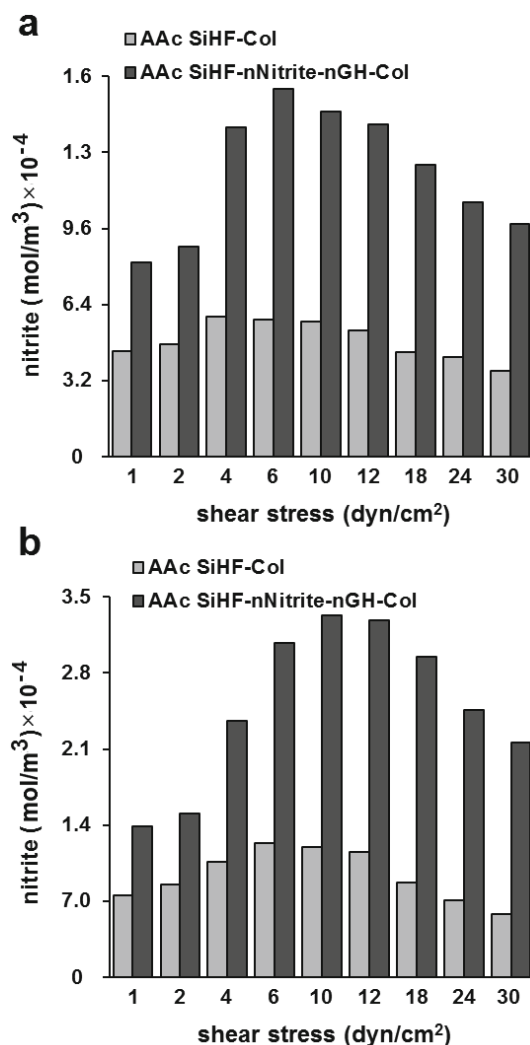 a
AAc SiHF-Col
AAc SiHF-nNitrite-nGH-Col
nitrite (mol/m³)×10⁻⁴
1.6
1.3
9.6
6.4
3.2
0
1 2 4 6 10 12 18 24 30
shear stress (dyn/cm²)
b
AAc SiHF-Col
AAc SiHF-nNitrite-nGH-Col
nitrite (mol/m³)×10⁻⁴
3.5
2.8
2.1
1.4
7.0
0
1 2 4 6 10 12 18 24 30
shear stress (dyn/cm²)